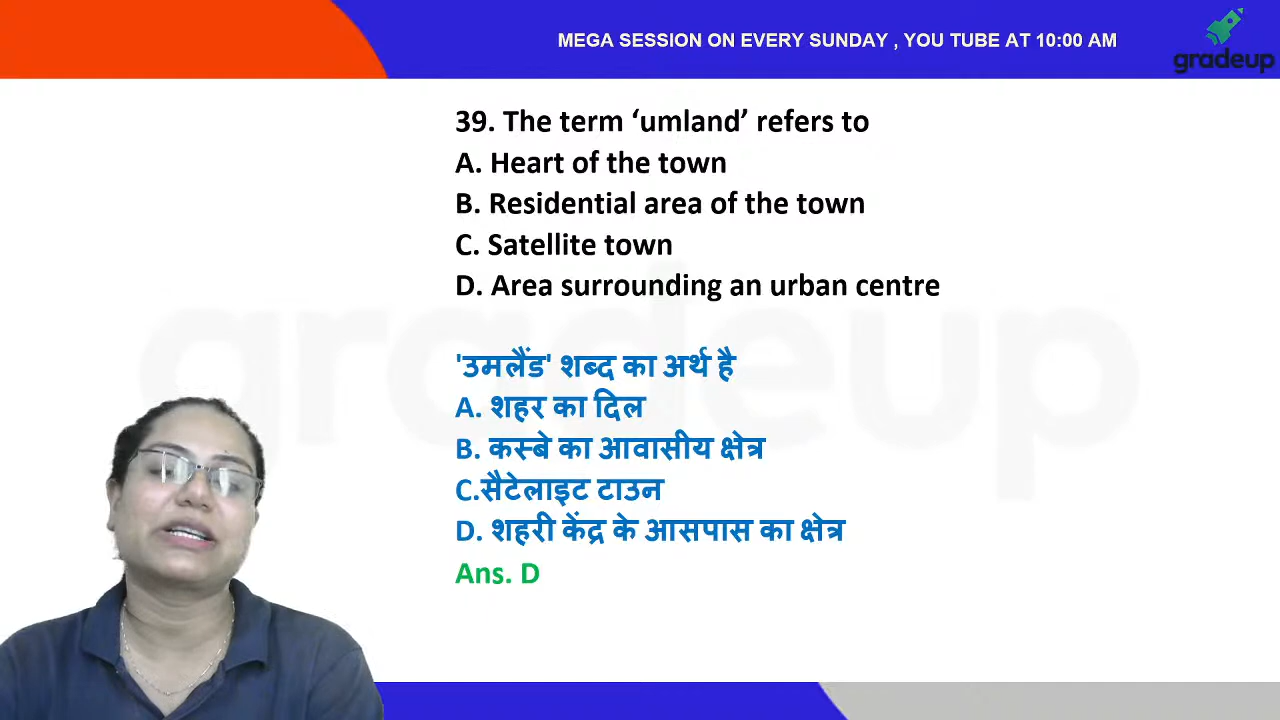 MEGA SESSION ON EVERY SUNDAY , YOU TUBE AT 10:00 AM
gradeup
39. The term ‘umland’ refers to
A. Heart of the town
B. Residential area of the town
C. Satellite town
D. Area surrounding an urban centre
gradeup
'उमलैंड' शब्द का अर्थ है
A. शहर का दिल
B. कस्बे का आवासीय क्षेत्र
C.सैटेलाइट टाउन
D. शहरी केंद्र के आसपास का क्षेत्र
Ans. D